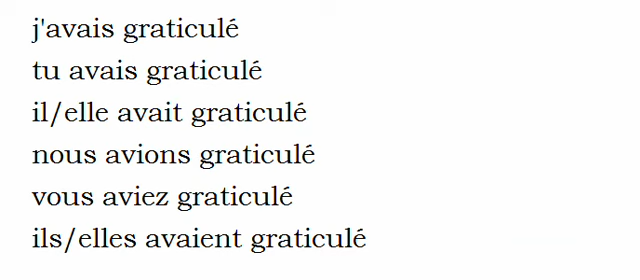 j'avais graticulé
tu avais graticulé
il/elle avait graticulé
nous avions graticulé
vous aviez graticulé
ils/elles avaient graticulé